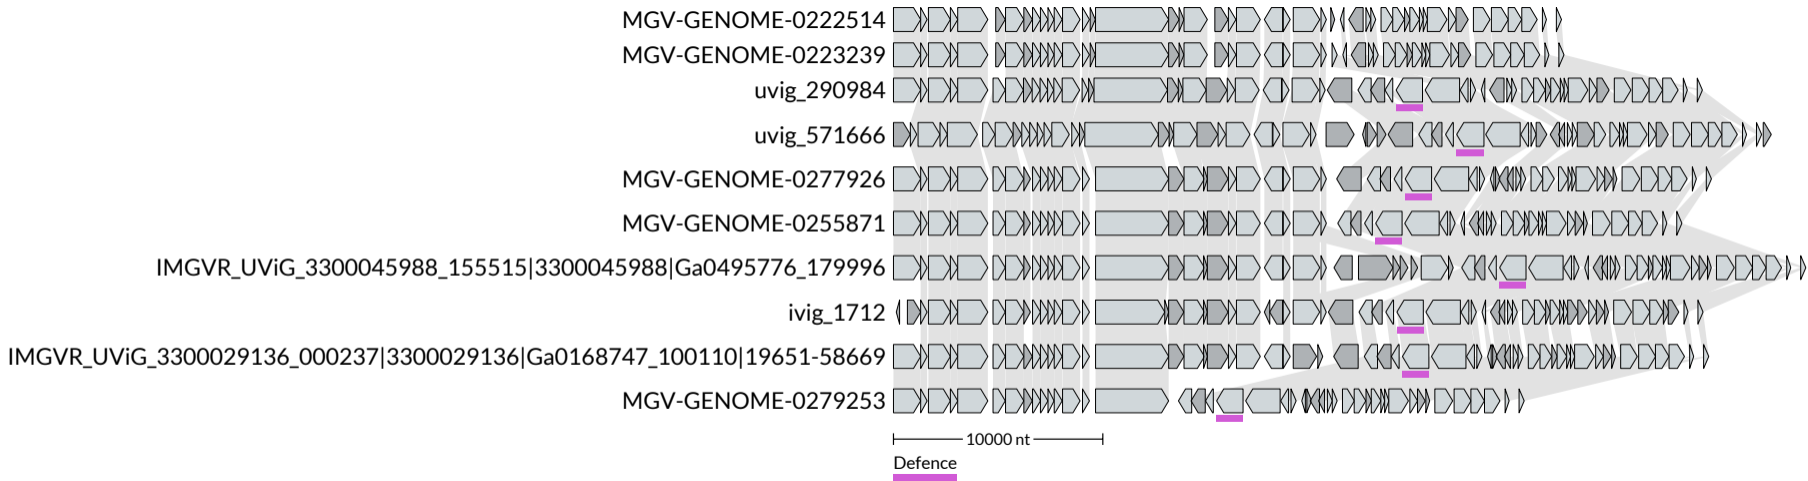 MGV-GENOME-0222514
MGV-GENOME-0223239
uvig_290984
uvig_571666
MGV-GENOME-0277926
MGV-GENOME-0255871
IMGVR_UViG_3300045988_155515|3300045988|Ga0495776_179996
ivig_1712
IMGVR_UViG_3300029136_000237|3300029136|Ga0168747_100110|19651-58669
MGV-GENOME-0279253
10000 nt
Defence